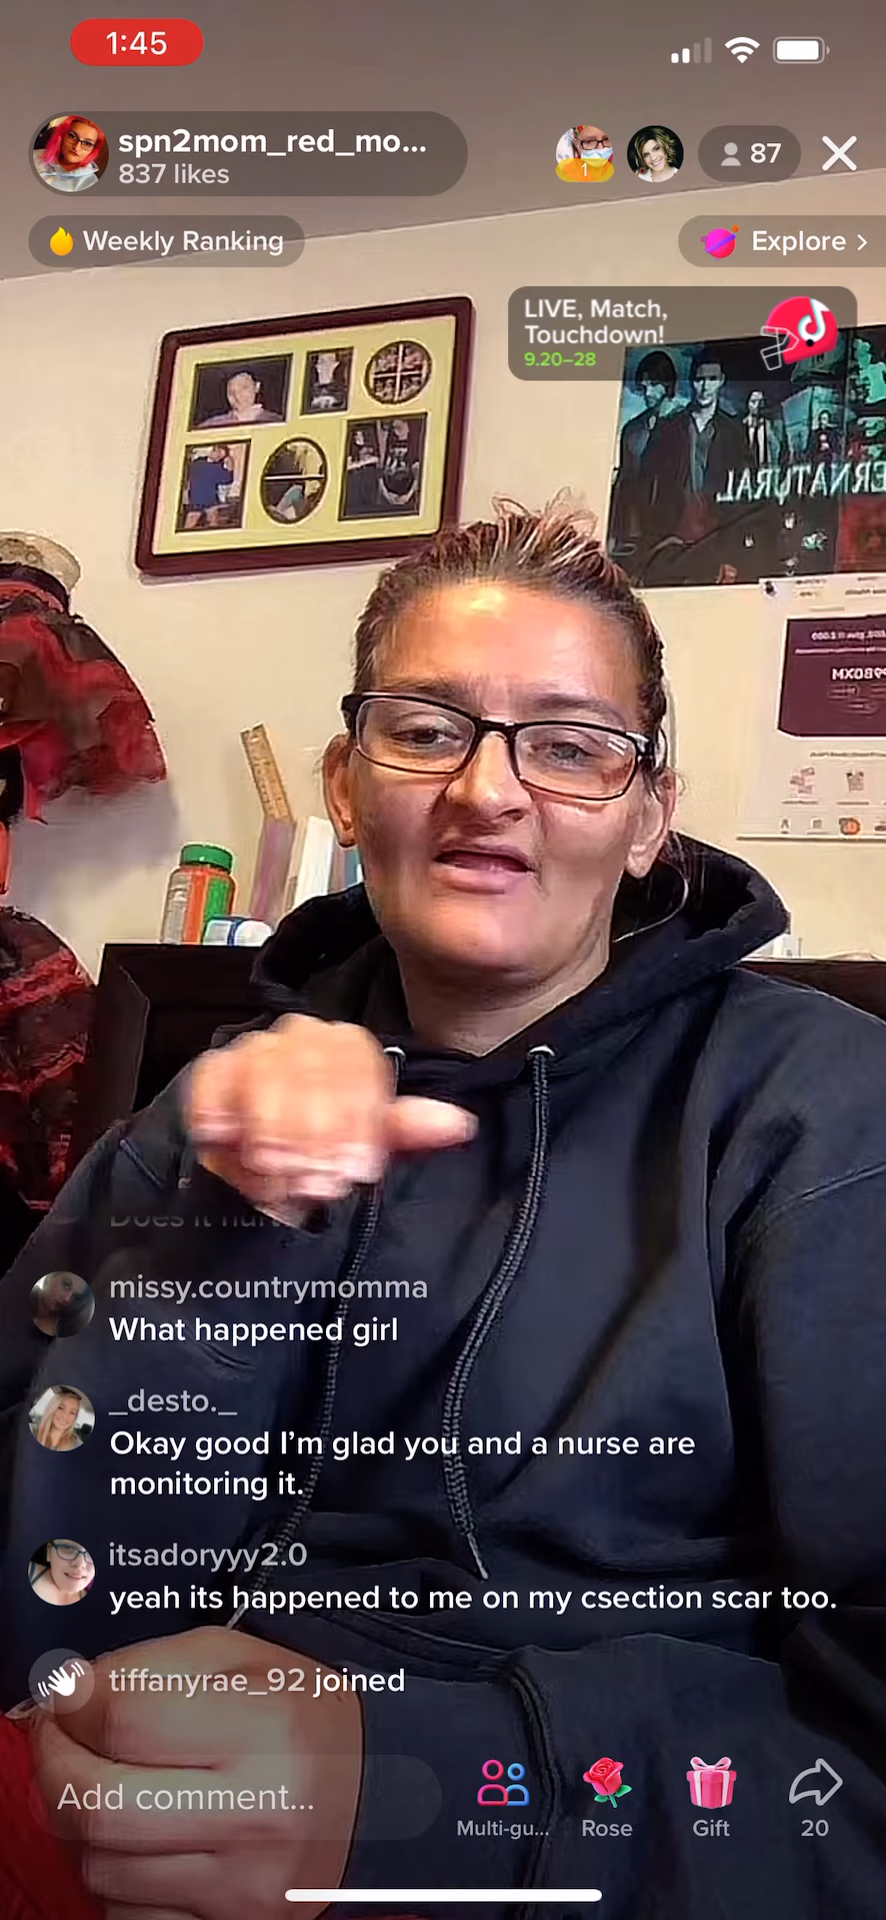 1:45
spn2mom_red_mo...
837 likes
1
87
Weekly Ranking
Explore >
LIVE, Match,
Touchdown!
9.20–28
ERNATURAL
missy.countrymomma
What happened girl
_desto._
Okay good I'm glad you and a nurse are
monitoring it.
itsadoryyy2.0
yeah its happened to me on my csection scar too.
tiffanyrae_92 joined
Add comment...
Multi-gu...
Rose
Gift
20